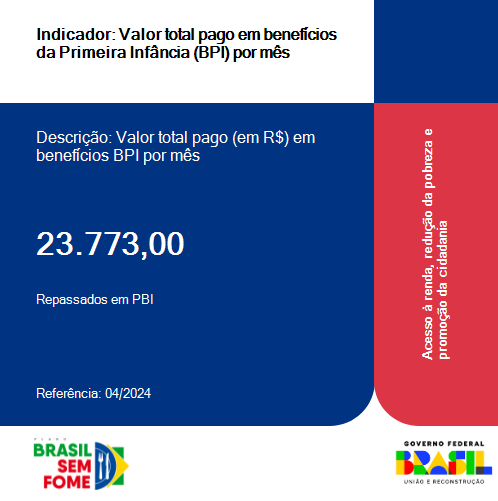 Indicador: Valor total pago em benefícios
da Primeira Infância (BPI) por mês
Descrição: Valor total pago (em R$) em
benefícios BPI por mês
23.773,00
Repassados em PBI
Referência: 04/2024
Acesso à renda, redução da pobreza e
promoção da cidadania
PLANO
BRASIL
SEM
FOME
GOVERNO FEDERAL
BRASIL
UNIÃO E RECONSTRUÇÃO